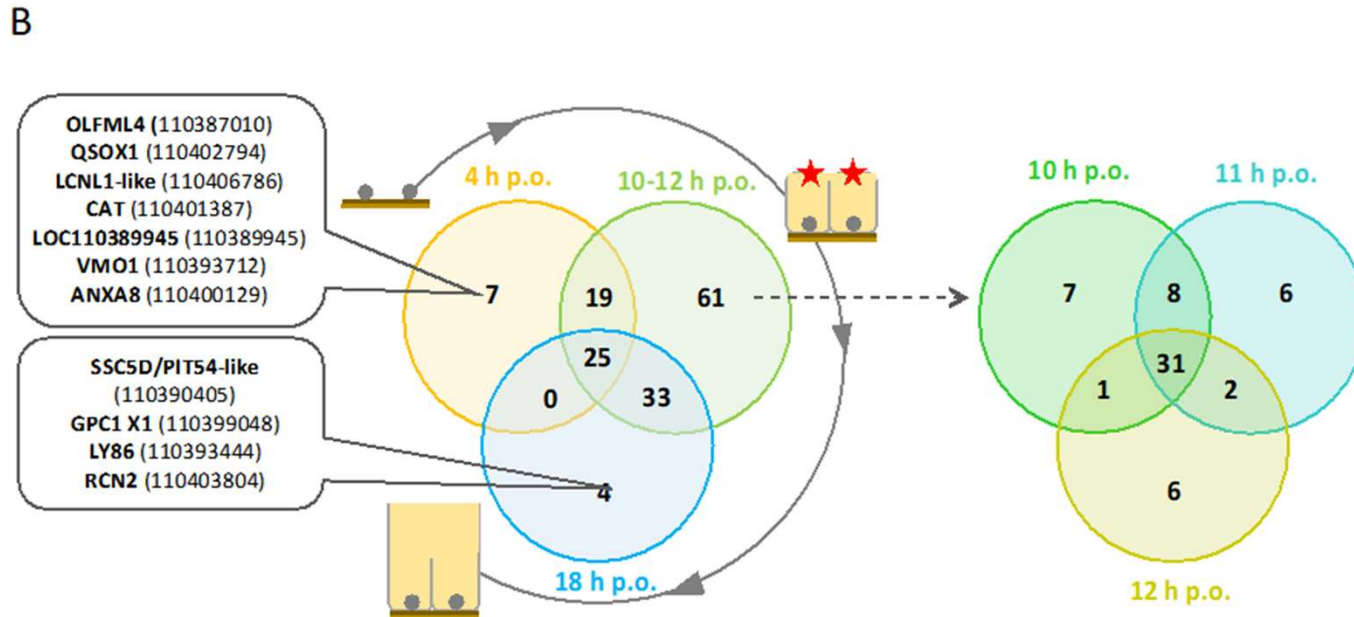 B
OLFML4 (110387010)
QSOX1 (110402794)
LCNL1-like (110406786)
CAT (110401387)
LOC110389945 (110389945)
VMO1 (110393712)
ANXA8 (110400129)
SSC5D/PIT54-like
(110390405)
GPC1 X1 (110399048)
LY86 (110393444)
RCN2 (110403804)
4 h p.o.
10-12 h p.o.
7
19
61
25
0
33
4
18 h p.o.
10 h p.o.
11 h p.o.
7
8
6
31
1
2
6
12 h p.o.